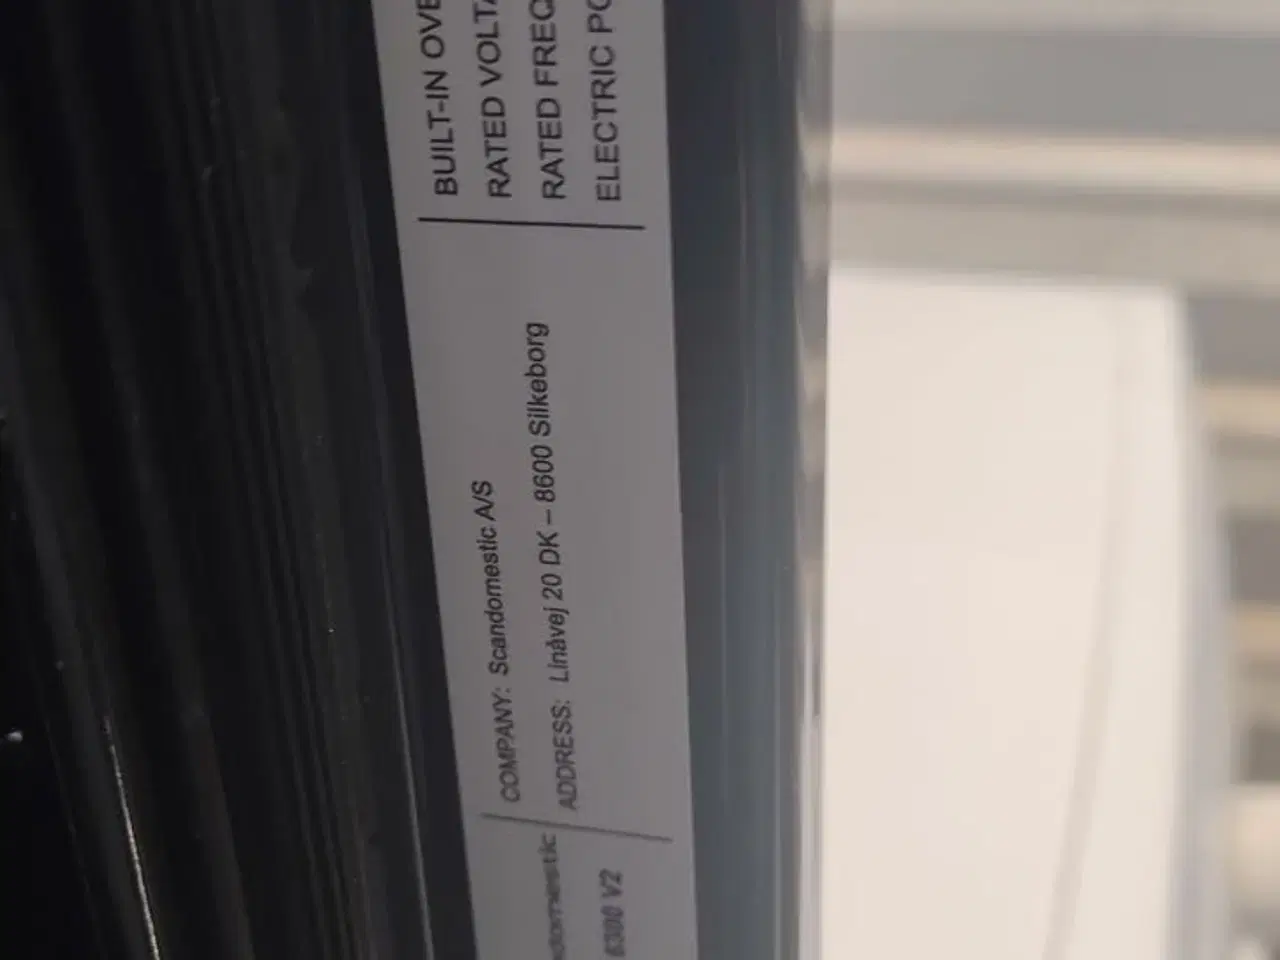 domestic
6300 V2
COMPANY: Scandomestic A/S
ADDRESS: Linåvej 20 DK – 8600 Silkeborg
BUILT-IN OVE
RATED VOLTA
RATED FREQ
ELECTRIC PO